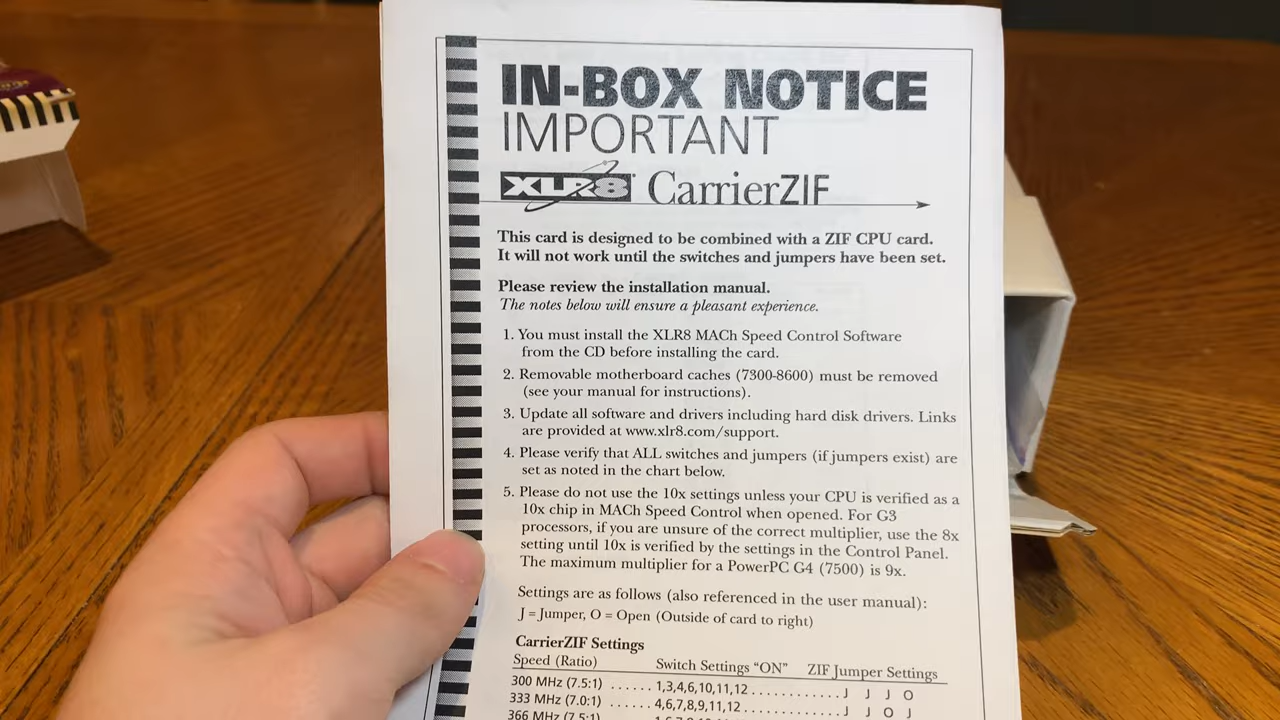 IN-BOX NOTICE
IMPORTANT
XLR8 CarrierZIF
This card is designed to be combined with a ZIF CPU card.
It will not work until the switches and jumpers have been set.
Please review the installation manual.
The notes below will ensure a pleasant experience.
1. You must install the XLR8 MACh Speed Control Software
from the CD before installing the card.
2. Removable motherboard caches (7300-8600) must be removed
(see your manual for instructions).
3. Update all software and drivers including hard disk drivers. Links
are provided at www.xlr8.com/support.
4. Please verify that ALL switches and jumpers (if jumpers exist) are
set as noted in the chart below.
5. Please do not use the 10x settings unless your CPU is verified as a
10x chip in MACh Speed Control when opened. For G3
processors, if you are unsure of the correct multiplier, use the 8x
setting until 10x is verified by the settings in the Control Panel.
The maximum multiplier for a PowerPC G4 (7500) is 9x.
Settings are as follows (also referenced in the user manual):
J = Jumper, O = Open (Outside of card to right)
CarrierZIF Settings
Speed (Ratio) Switch Settings “ON” ZIF Jumper Settings
300 MHz (7.5:1) ...... 1,3,4,6,10,11,12 ............ J J J O
333 MHz (7.0:1) ...... 4,6,7,8,9,11,12 ............. J J O J
366 MHz (7.5:1)